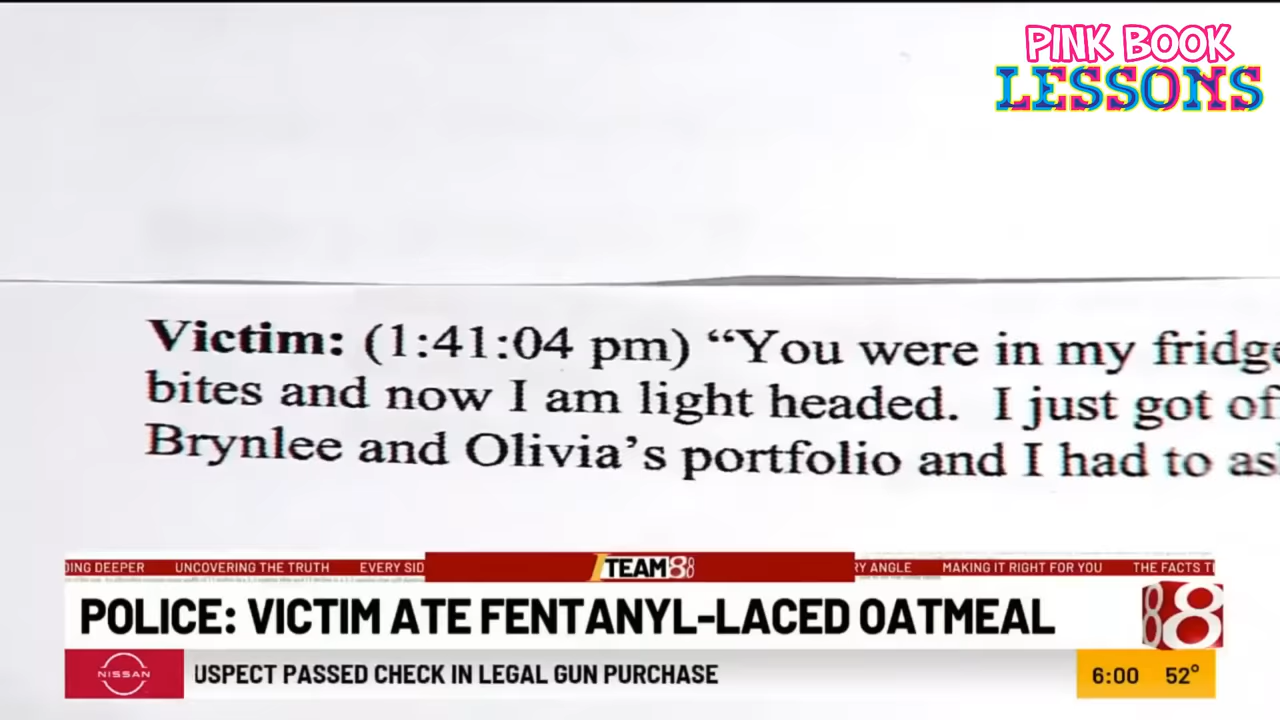 PINK BOOK
LESSONS
Victim: (1:41:04 pm) “You were in my fridge
bites and now I am light headed. I just got of
Brynlee and Olivia’s portfolio and I had to as
DING DEEPER UNCOVERING THE TRUTH EVERY SID
I TEAM 8
RY ANGLE MAKING IT RIGHT FOR YOU THE FACTS T
POLICE: VICTIM ATE FENTANYL-LACED OATMEAL
8
NISSAN
USPECT PASSED CHECK IN LEGAL GUN PURCHASE
6:00 52°